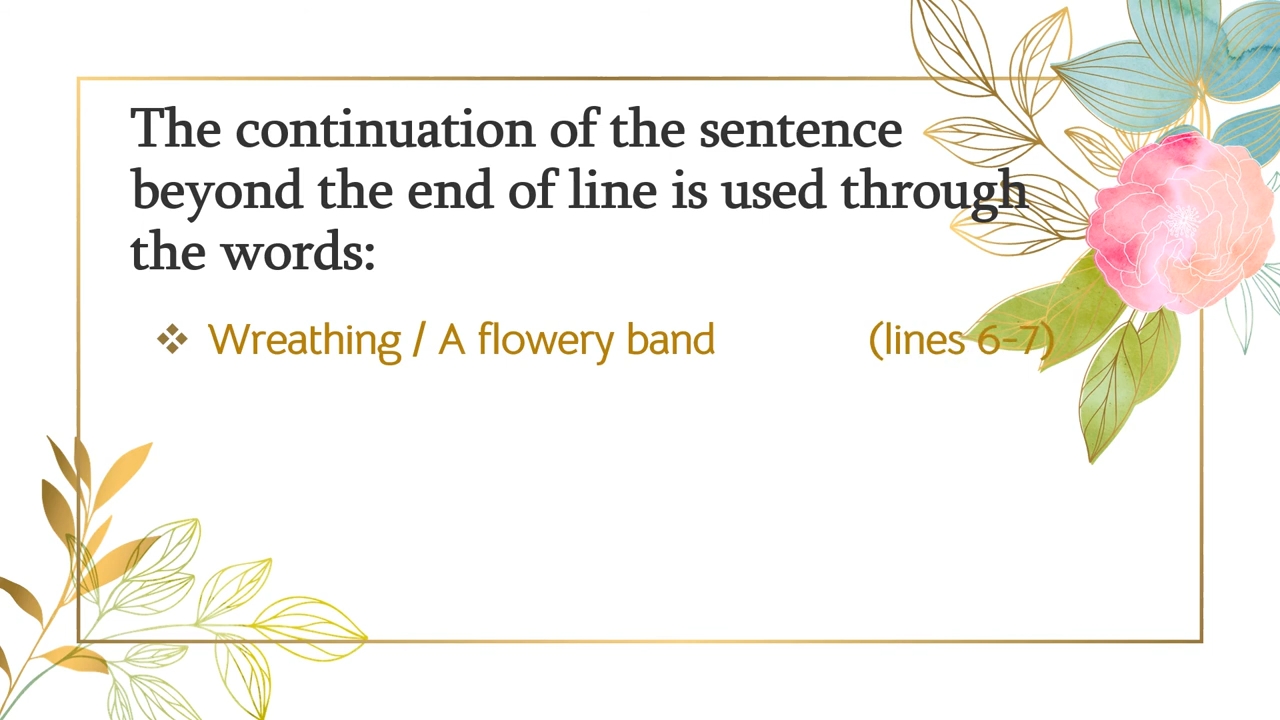 The continuation of the sentence
beyond the end of line is used through
the words:
❖ Wreathing / A flowery band (lines 6-7)